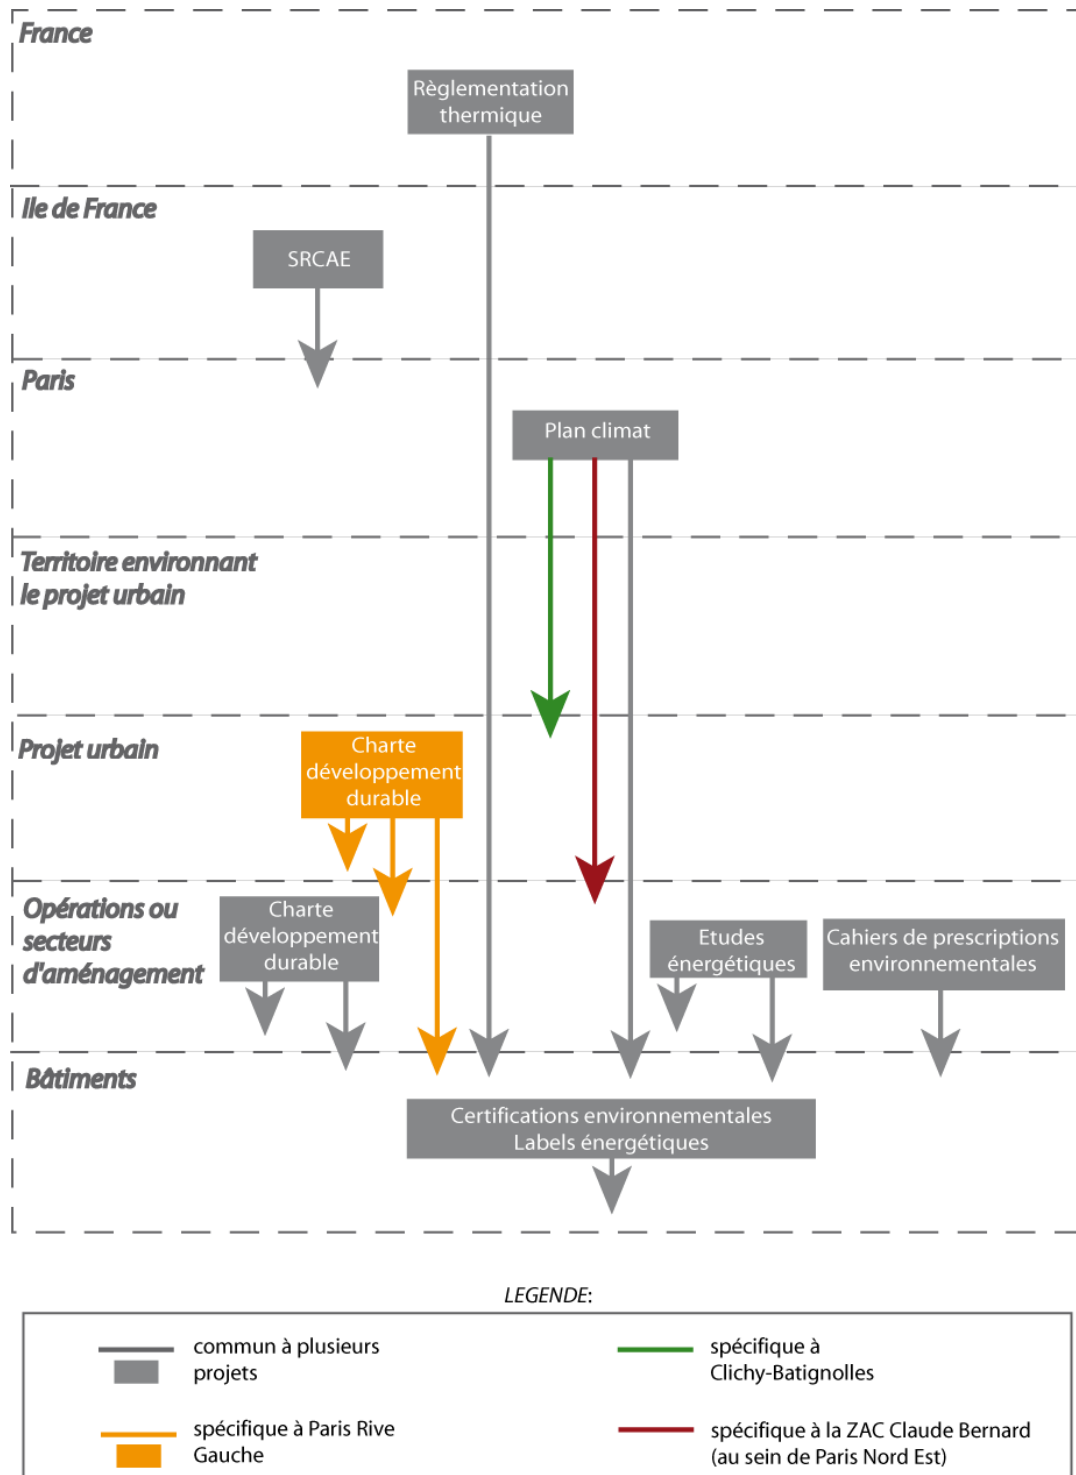 France
Règlementation
thermique
Ile de France
SRCAE
Paris
Plan climat
Territoire environnant
le projet urbain
Projet urbain
Charte
développement
durable
Opérations ou
secteurs
d'aménagement
Charte
développement
durable
Etudes
énergétiques
Cahiers de prescriptions
environnementales
Bâtiments
Certifications environnementales
Labels énergétiques
LEGENDE:
commun à plusieurs
projets
spécifique à
Clichy-Batignolles
spécifique à Paris Rive
Gauche
spécifique à la ZAC Claude Bernard
(au sein de Paris Nord Est)